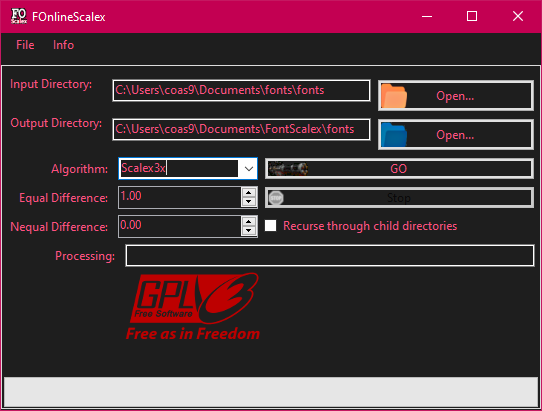 FO
Scalex
FOnlineScalex
File Info
Input Directory: C:\Users\coas9\Documents\fonts\fonts Open...
Output Directory: C:\Users\coas9\Documents\FontScalex\fonts Open...
Algorithm: Scalex3x GO
Equal Difference: 1.00 Stop
Nequal Difference: 0.00 Recurse through child directories
Processing:
GPLv3
Free Software
Free as in Freedom